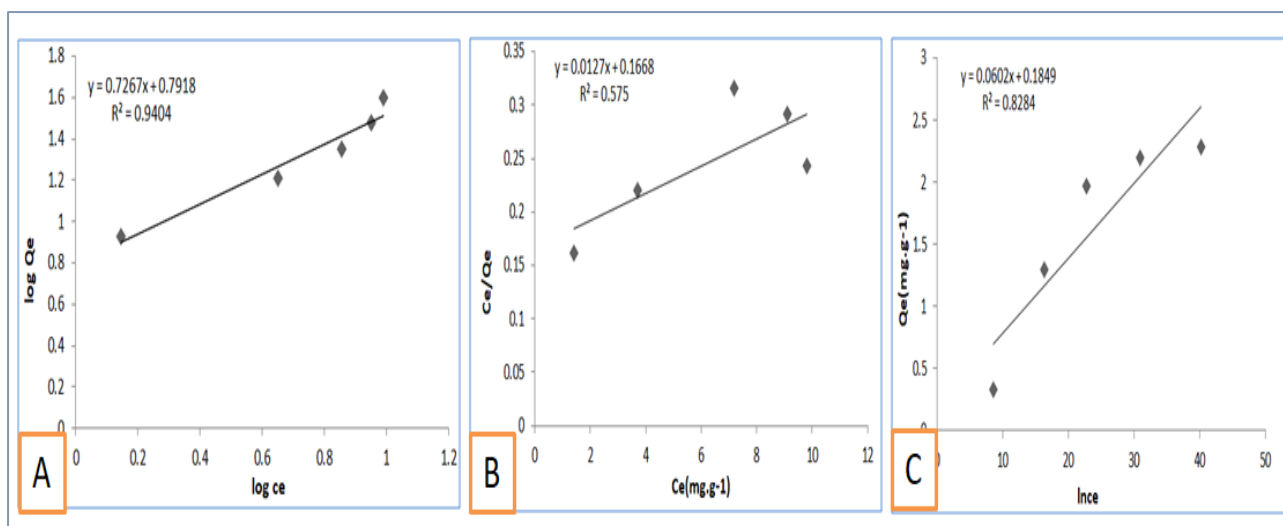 y = 0.7267x + 0.7918
R² = 0.9404
1.8
1.6
1.4
1.2
1
0.8
0.6
0.4
0.2
0
log Qe
0.2
0.4
0.6
0.8
1
1.2
log ce
A
y = 0.0127x + 0.1668
R² = 0.575
0.35
0.3
0.25
0.2
0.15
0.1
0.05
0
Ce/Qe
0
2
4
6
8
10
12
Ce(mg.g-1)
B
y = 0.0602x + 0.1849
R² = 0.8284
3
2.5
2
1.5
1
0.5
0
Qe(mg.g-1)
0
10
20
30
40
50
lnce
C